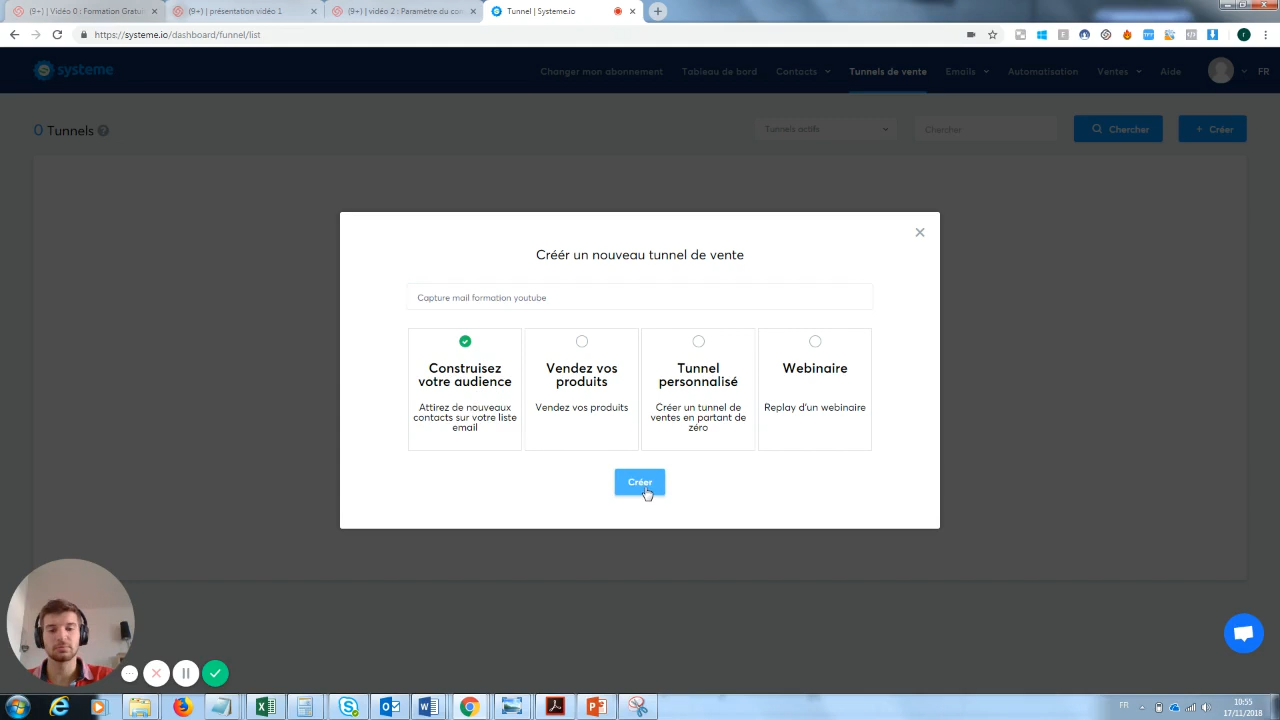 (9+) | Vidéo 0 : Formation Gratui
(9+) | présentation vidéo 1
(9+) | vidéo 2 : Paramètre du con
Tunnel | Systeme.io
https://systeme.io/dashboard/funnel/list
systeme
Changer mon abonnement
Tableau de bord
Contacts
Tunnels de vente
Emails
Automatisation
Ventes
Aide
FR
0 Tunnels ?
Tunnels actifs
Chercher
Chercher
+ Créer
Créér un nouveau tunnel de vente
Capture mail formation youtube
Construisez
votre audience
Attirez de nouveaux
contacts sur votre liste
email
Vendez vos
produits
Vendez vos produits
Tunnel
personnalisé
Créer un tunnel de
ventes en partant de
zéro
Webinaire
Replay d'un webinaire
Créer
FR
10:55
17/11/2018